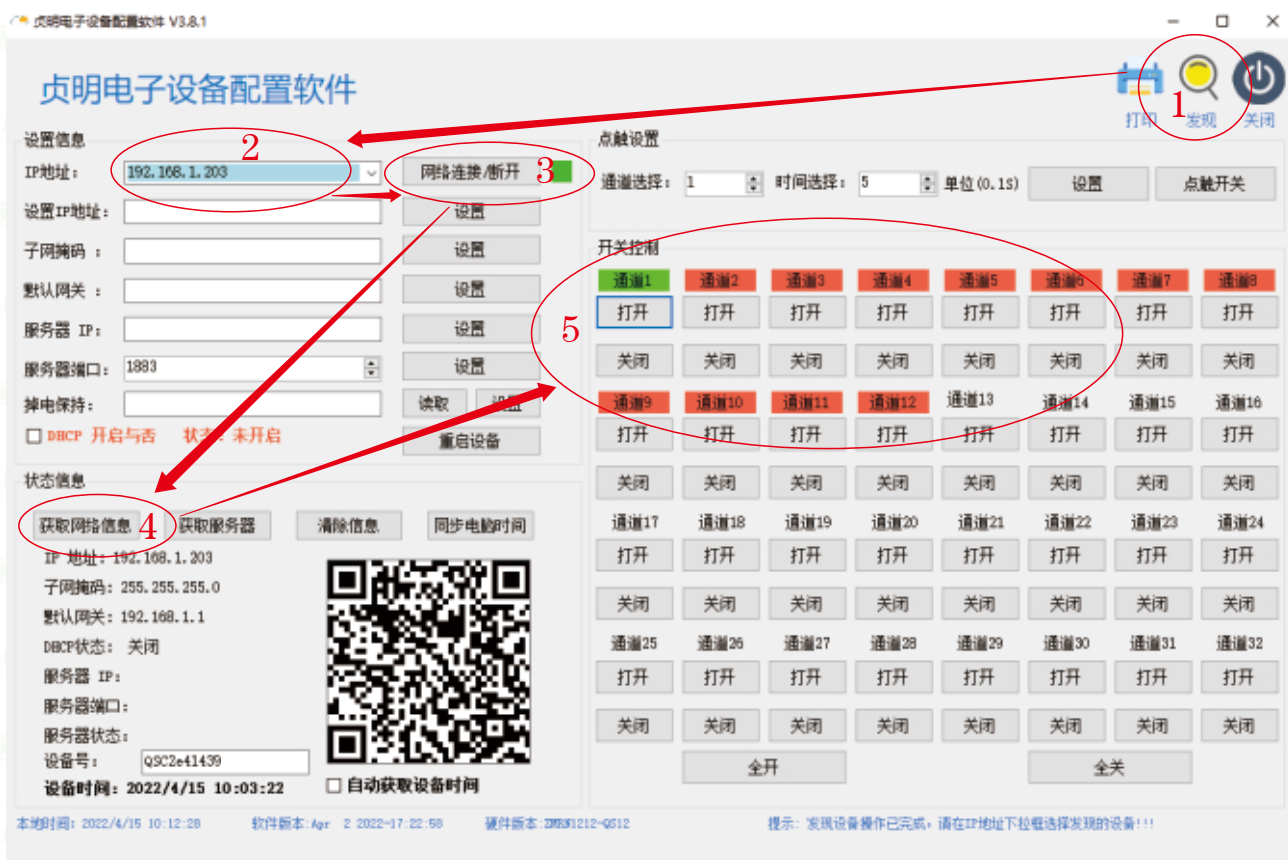 贞明电子设备配置软件 V3.8.1
贞明电子设备配置软件
打印 发现 关闭
1
设置信息
IP地址： 192.168.1.203 网络连接/断开
2
3
设置IP地址： 设置
子网掩码 ： 设置
默认网关 ： 设置
服务器 IP： 设置
服务器端口： 1883 设置
掉电保持： 读取 设置
DHCP 开启与否 状态：未开启 重启设备
点触设置
通道选择： 1 时间选择： 5 单位(0.1S) 设置 点触开关
开关控制
5
通道1 通道2 通道3 通道4 通道5 通道6 通道7 通道8
打开 打开 打开 打开 打开 打开 打开 打开
关闭 关闭 关闭 关闭 关闭 关闭 关闭 关闭
通道9 通道10 通道11 通道12 通道13 通道14 通道15 通道16
打开 打开 打开 打开 打开 打开 打开 打开
关闭 关闭 关闭 关闭 关闭 关闭 关闭 关闭
通道17 通道18 通道19 通道20 通道21 通道22 通道23 通道24
打开 打开 打开 打开 打开 打开 打开 打开
关闭 关闭 关闭 关闭 关闭 关闭 关闭 关闭
通道25 通道26 通道27 通道28 通道29 通道30 通道31 通道32
打开 打开 打开 打开 打开 打开 打开 打开
关闭 关闭 关闭 关闭 关闭 关闭 关闭 关闭
全开 全关
状态信息
获取网络信息 4 获取服务器 清除信息 同步电脑时间
IP 地址：192.168.1.203
子网掩码：255.255.255.0
默认网关：192.168.1.1
DHCP状态： 关闭
服务器 IP：
服务器端口：
服务器状态：
设备号： QSC2e41439
设备时间：2022/4/15 10:03:22 自动获取设备时间
本地时间：2022/4/15 10:12:28 软件版本:Apr 2 2022-17:22:58 硬件版本: 提示：发现设备操作已完成，请在IP地址下拉框选择发现的设备!!!